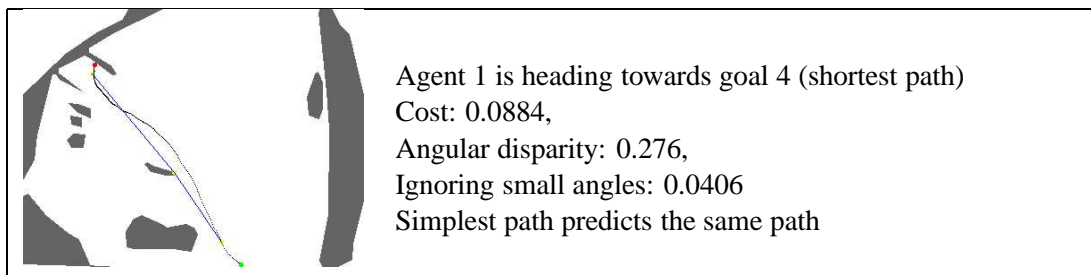 Agent 1 is heading towards goal 4 (shortest path)
Cost: 0.0884,
Angular disparity: 0.276,
Ignoring small angles: 0.0406
Simplest path predicts the same path